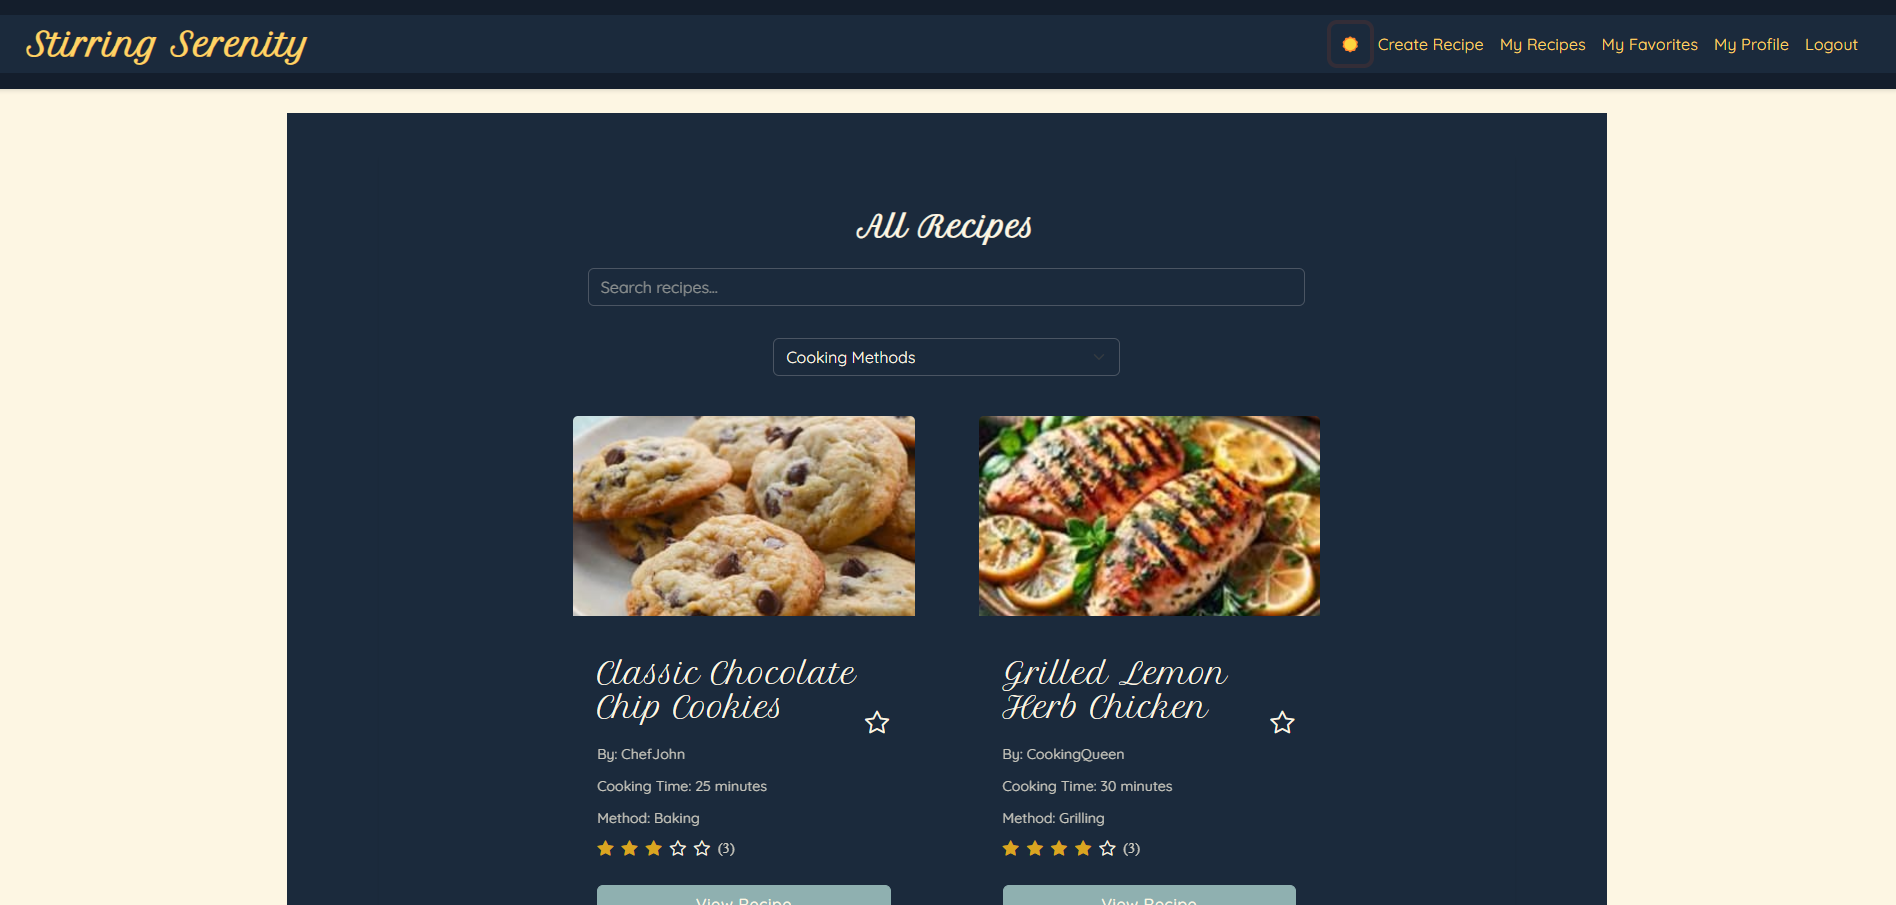 Stirring Serenity
Create Recipe My Recipes My Favorites My Profile Logout
All Recipes
Search recipes...
Cooking Methods
Classic Chocolate
Chip Cookies
By: ChefJohn
Cooking Time: 25 minutes
Method: Baking
(3)
View Recipe
Grilled Lemon
Herb Chicken
By: CookingQueen
Cooking Time: 30 minutes
Method: Grilling
(3)
View Recipe